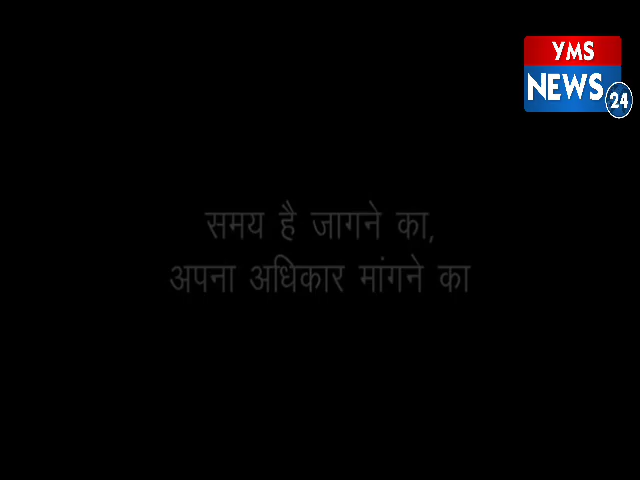 YMS
NEWS
24
समय है जागने का,
अपना अधिकार मांगने का